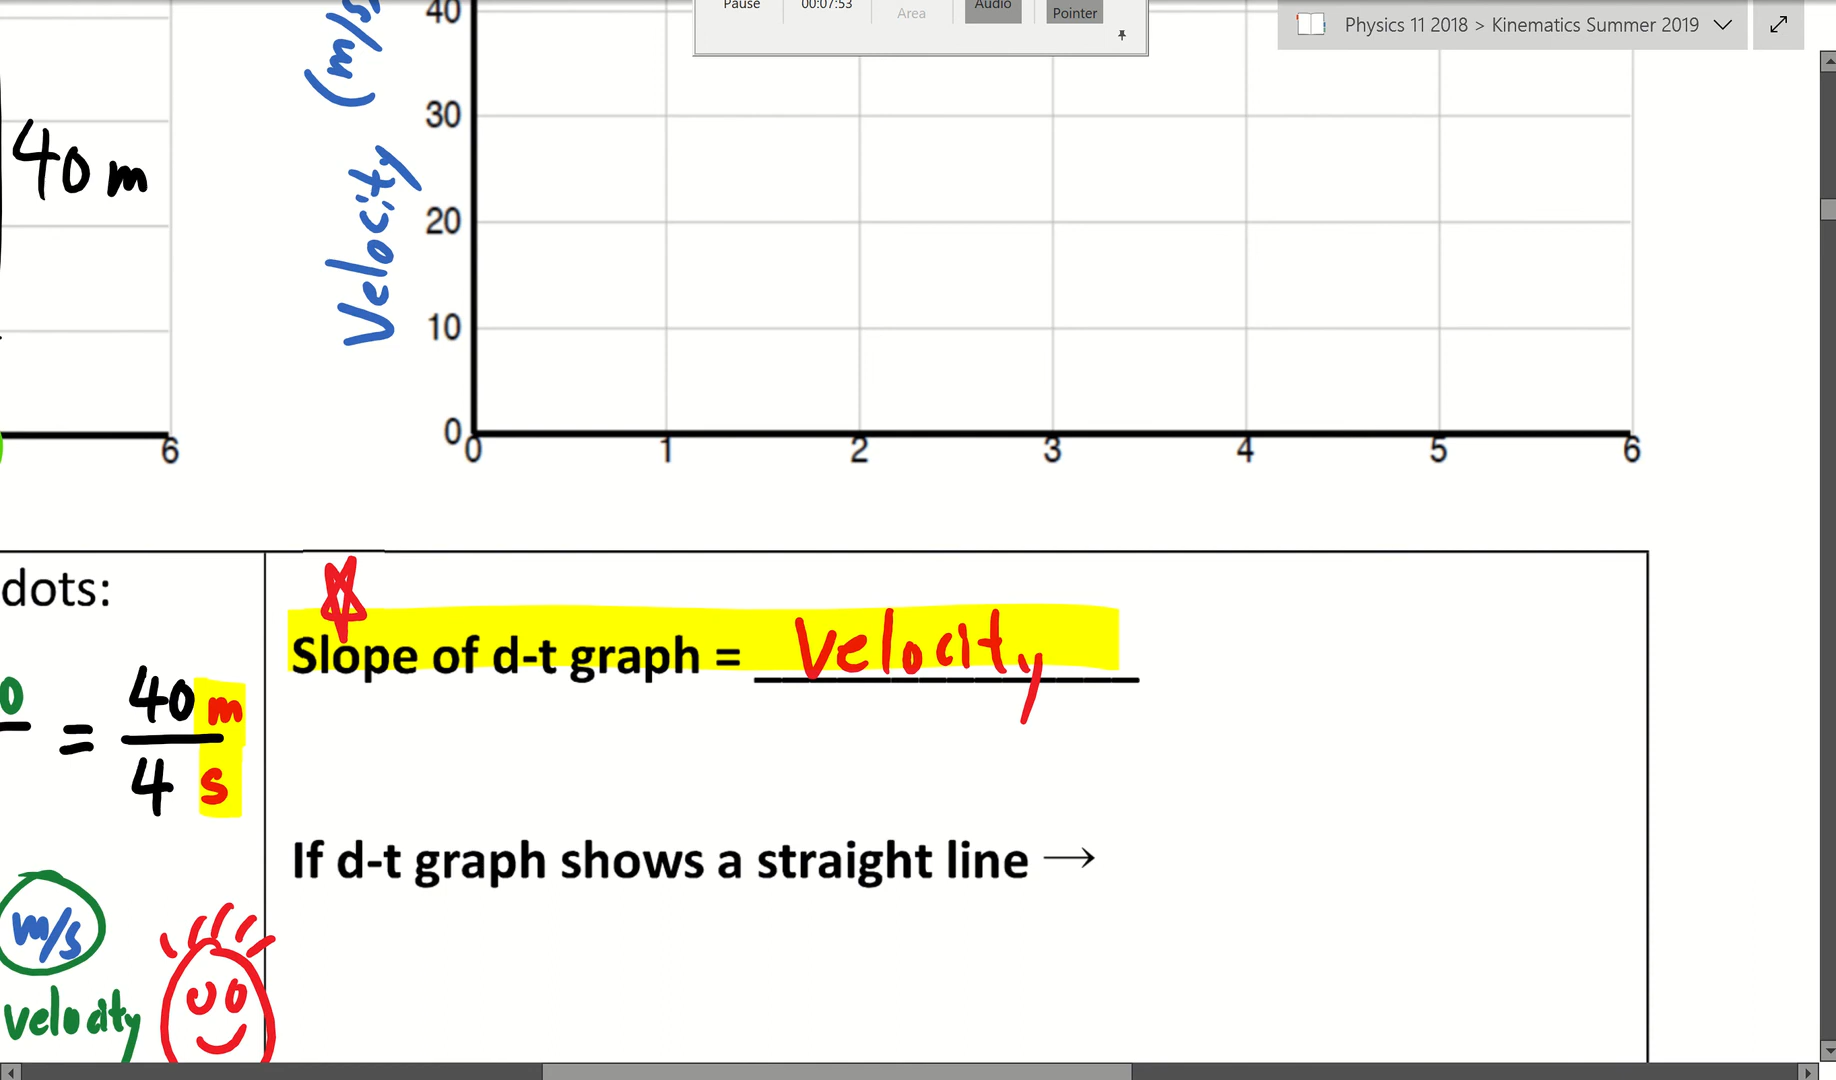 Pause 00:07:53 Area Audio Pointer
Physics 11 2018 > Kinematics Summer 2019
40 m
6
Velocity (m/s
40
30
20
10
0
0 1 2 3 4 5 6
dots:
0 = 40 m
4 s
m/s
velocity
Slope of d-t graph = Velocity
If d-t graph shows a straight line →